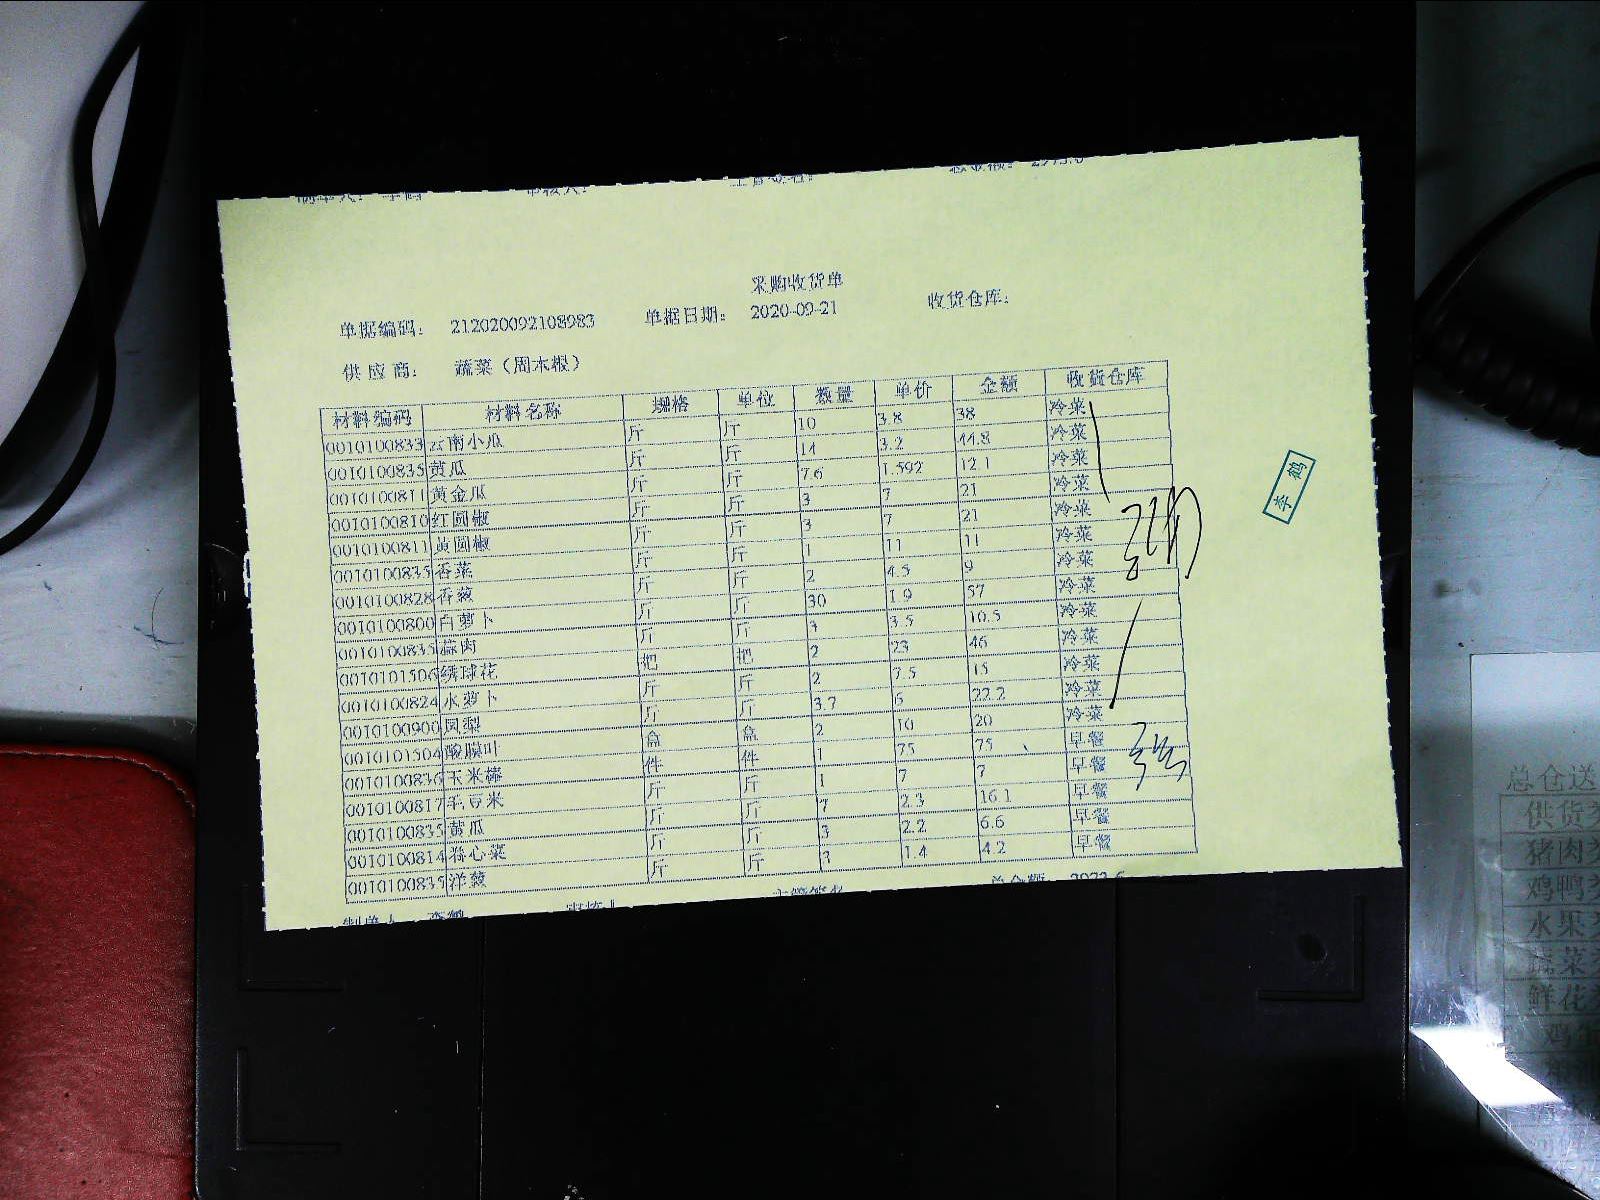 采购收货单
单据编码： 212020092108983 单据日期： 2020-09-21 收货仓库：
供应商： 蔬菜（周本根）
材料编码 材料名称 规格 单位 数量 单价 金额 收货仓库
0010100833 云南小瓜 斤 斤 10 3.8 38 冷菜
0010100835 黄瓜 斤 斤 14 3.2 44.8 冷菜
0010100811 黄金瓜 斤 斤 7.6 1.592 12.1 冷菜
0010100810 红圆椒 斤 斤 3 7 21 冷菜
0010100811 黄圆椒 斤 斤 3 7 21 冷菜
0010100835 香菜 斤 斤 1 11 11 冷菜
0010100828 香葱 斤 斤 2 4.5 9 冷菜
0010100800 白萝卜 斤 斤 30 1.9 57 冷菜
0010100835 蒜肉 斤 斤 3 3.5 10.5 冷菜
0010101506 绣球花 把 把 2 23 46 冷菜
0010100824 水萝卜 斤 斤 2 7.5 15 冷菜
0010100900 凤梨 斤 斤 3.7 6 22.2 冷菜
0010101504 酸膜叶 盒 盒 2 10 20 冷菜
0010100836 玉米棒 件 件 1 75 75 早餐
0010100817 毛豆米 斤 斤 1 7 7 早餐
0010100835 黄瓜 斤 斤 7 2.3 16.1 早餐
0010100814 卷心菜 斤 斤 3 2.2 6.6 早餐
0010100835 洋葱 斤 斤 3 1.4 4.2 早餐
李鹤
总仓送
供货
猪肉
鸡鸭
水果
蔬菜
鲜花